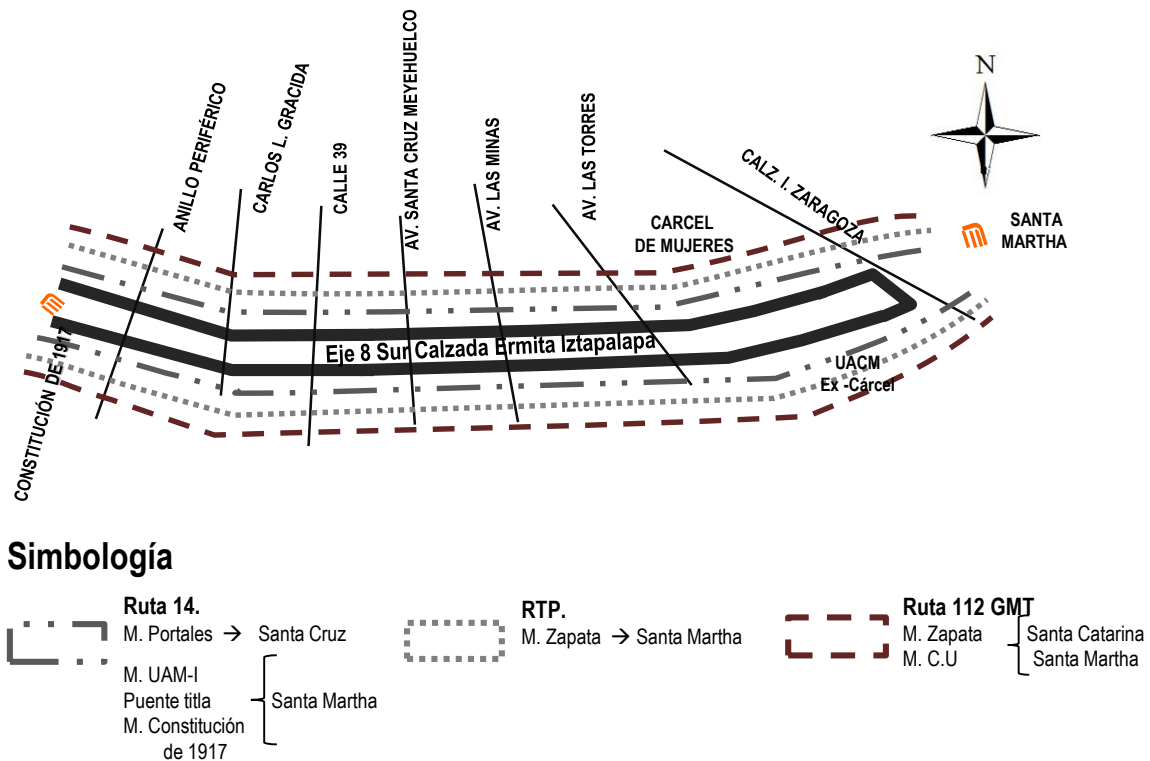 N
ANILLO PERIFÉRICO
CARLOS L. GRACIDA
CALLE 39
AV. SANTA CRUZ MEYEHUELCO
AV. LAS MINAS
AV. LAS TORRES
CALZ. I. ZARAGOZA
CARCEL
DE MUJERES
SANTA
MARTHA
CONSTITUCIÓN DE 1917
Eje 8 Sur Calzada Ermita Iztapalapa
UACM
Ex -Cárcel
Simbología
Ruta 14.
M. Portales → Santa Cruz
M. UAM-I
Puente titla
M. Constitución
de 1917
Santa Martha
RTP.
M. Zapata → Santa Martha
Ruta 112 GMT
M. Zapata
M. C.U
Santa Catarina
Santa Martha